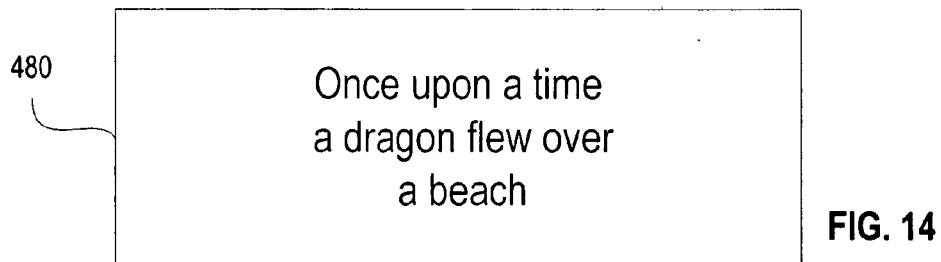 480
Once upon a time
a dragon flew over
a beach
FIG. 14